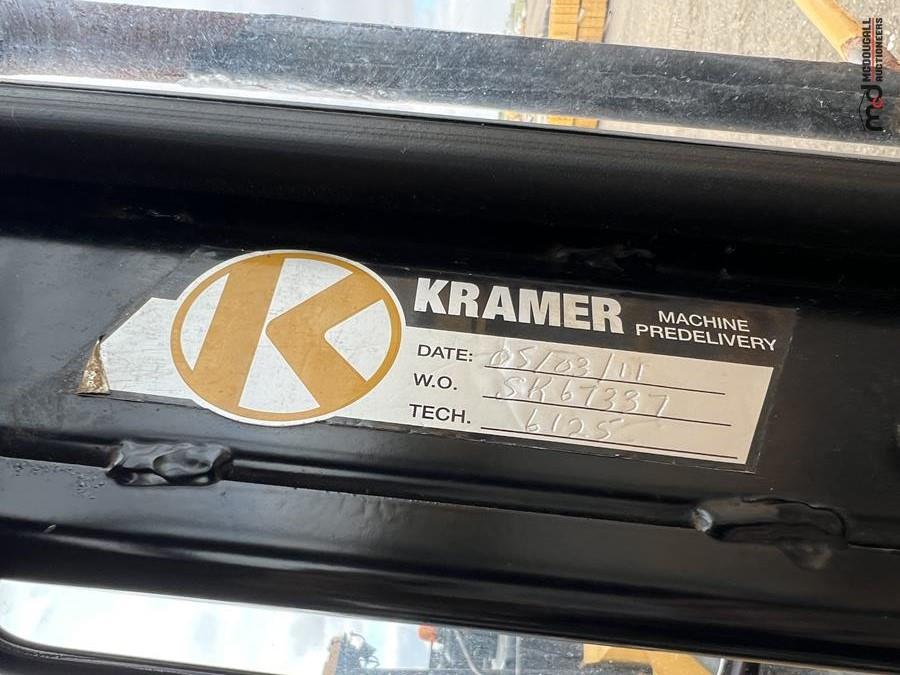 McDOUGALL
AUCTIONEERS
KRAMER
MACHINE
PREDELIVERY
DATE: 05/03/11
W.O. SK67337
TECH. 6125